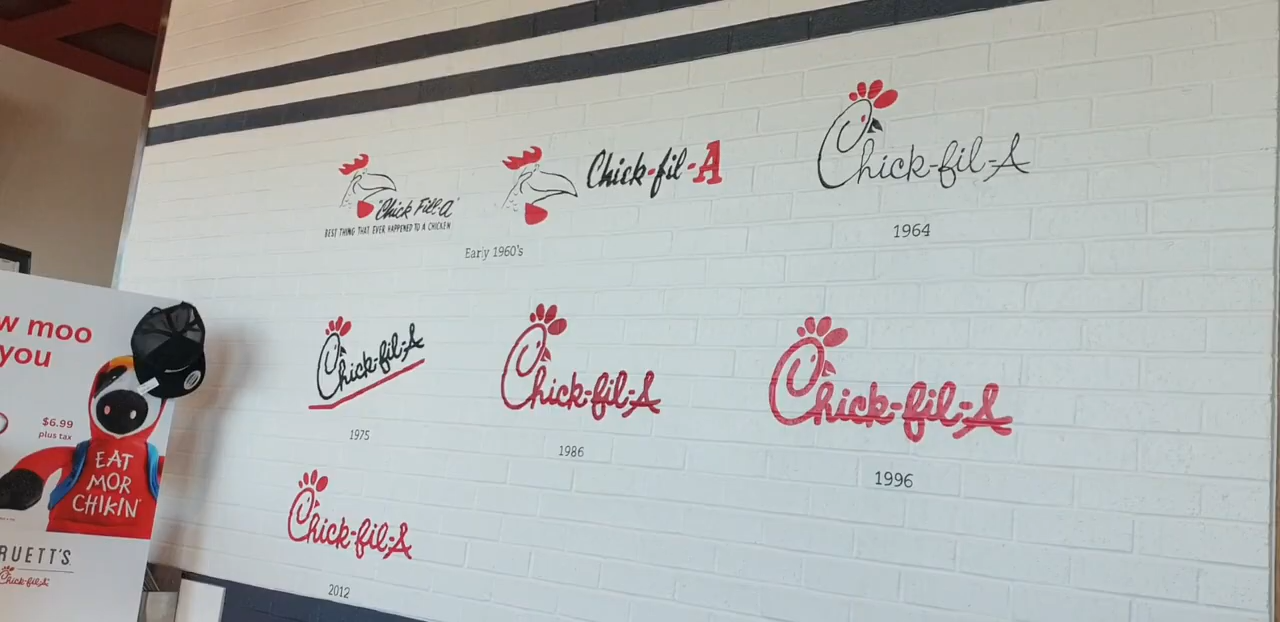 "Chick Fill-a"
BEST THING THAT EVER HAPPENED TO A CHICKEN
Chick-fil-A
Early 1960's
Chick-fil-A
1964
Chick-fil-A
1975
Chick-fil-A
1986
Chick-fil-A
1996
Chick-fil-A
2012
moo
you
$6.99
plus tax
EAT
MOR
CHIKIN
RUETT'S
Chick-fil-A